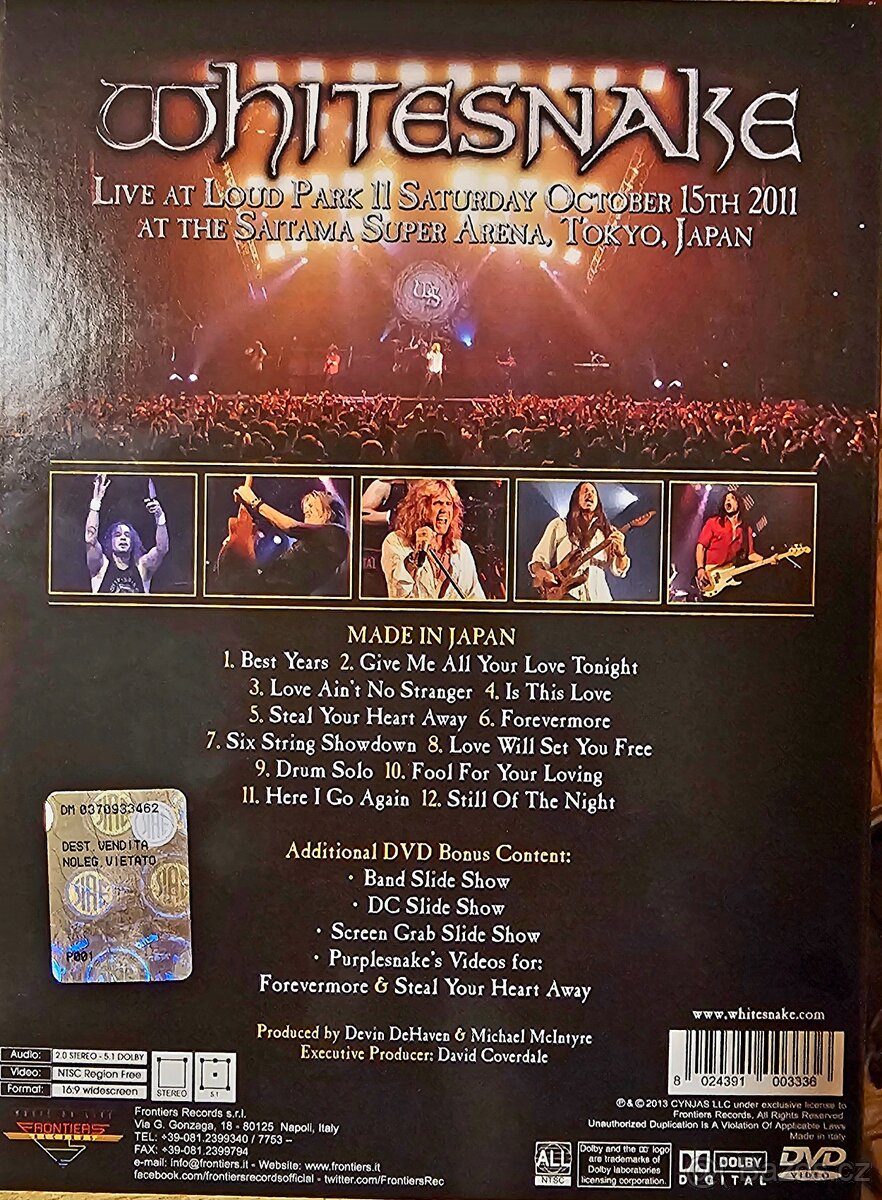 WHITESNAKE
LIVE AT LOUD PARK 11 SATURDAY OCTOBER 15TH 2011
AT THE SAITAMA SUPER ARENA, TOKYO, JAPAN
WS
MADE IN JAPAN
1. Best Years 2. Give Me All Your Love Tonight
3. Love Ain't No Stranger 4. Is This Love
5. Steal Your Heart Away 6. Forevermore
7. Six String Showdown 8. Love Will Set You Free
9. Drum Solo 10. Fool For Your Loving
11. Here I Go Again 12. Still Of The Night
DM 0370933462
DEST. VENDITA
NOLEG. VIETATO
SIAE
P001
Additional DVD Bonus Content:
· Band Slide Show
· DC Slide Show
· Screen Grab Slide Show
· Purplesnake's Videos for:
Forevermore & Steal Your Heart Away
Produced by Devin DeHaven & Michael McIntyre
Executive Producer: David Coverdale
www.whitesnake.com
8 024391 003336
Audio: 2.0 STEREO - 5.1 DOLBY
Video: NTSC Region Free
Format: 16:9 widescreen
STEREO
5.1
FRONTIERS
RECORDS
Frontiers Records s.r.l.
Via G. Gonzaga, 18 - 80125 Napoli, Italy
TEL: +39-081.2399340 / 7753 –
FAX: +39-081.2399794
e-mail: info@frontiers.it - Website: www.frontiers.it
facebook.com/frontiersrecordsofficial - twitter.com/FrontiersRec
℗ & © 2013 CYNJAS LLC under exclusive license to
Frontiers Records. All Rights Reserved.
Unauthorized Duplication Is A Violation Of Applicable Laws
Made in Italy
ALL
NTSC
Dolby and the DD logo
are trademarks of
Dolby laboratories
licensing corporation.
DOLBY
DIGITAL
DVD
VIDEO